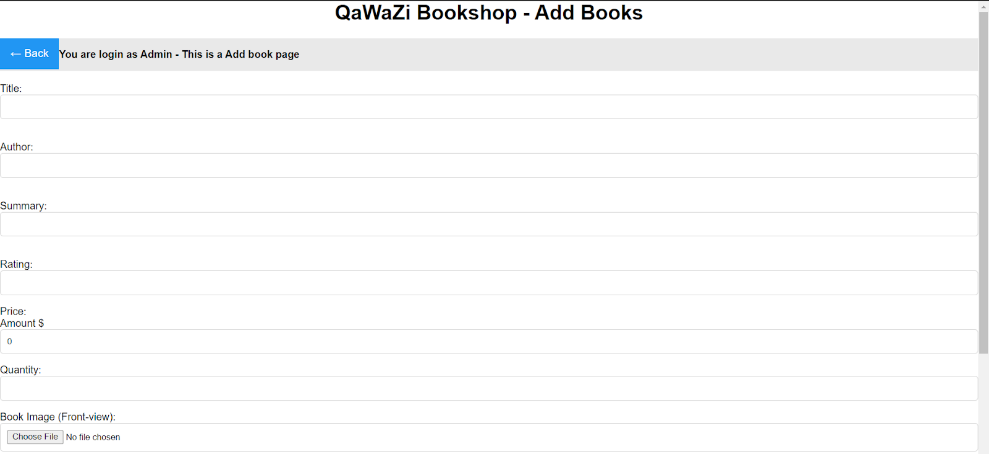 QaWaZi Bookshop - Add Books
← Back You are login as Admin - This is a Add book page
Title:
Author:
Summary:
Rating:
Price:
Amount $
0
Quantity:
Book Image (Front-view):
Choose File No file chosen